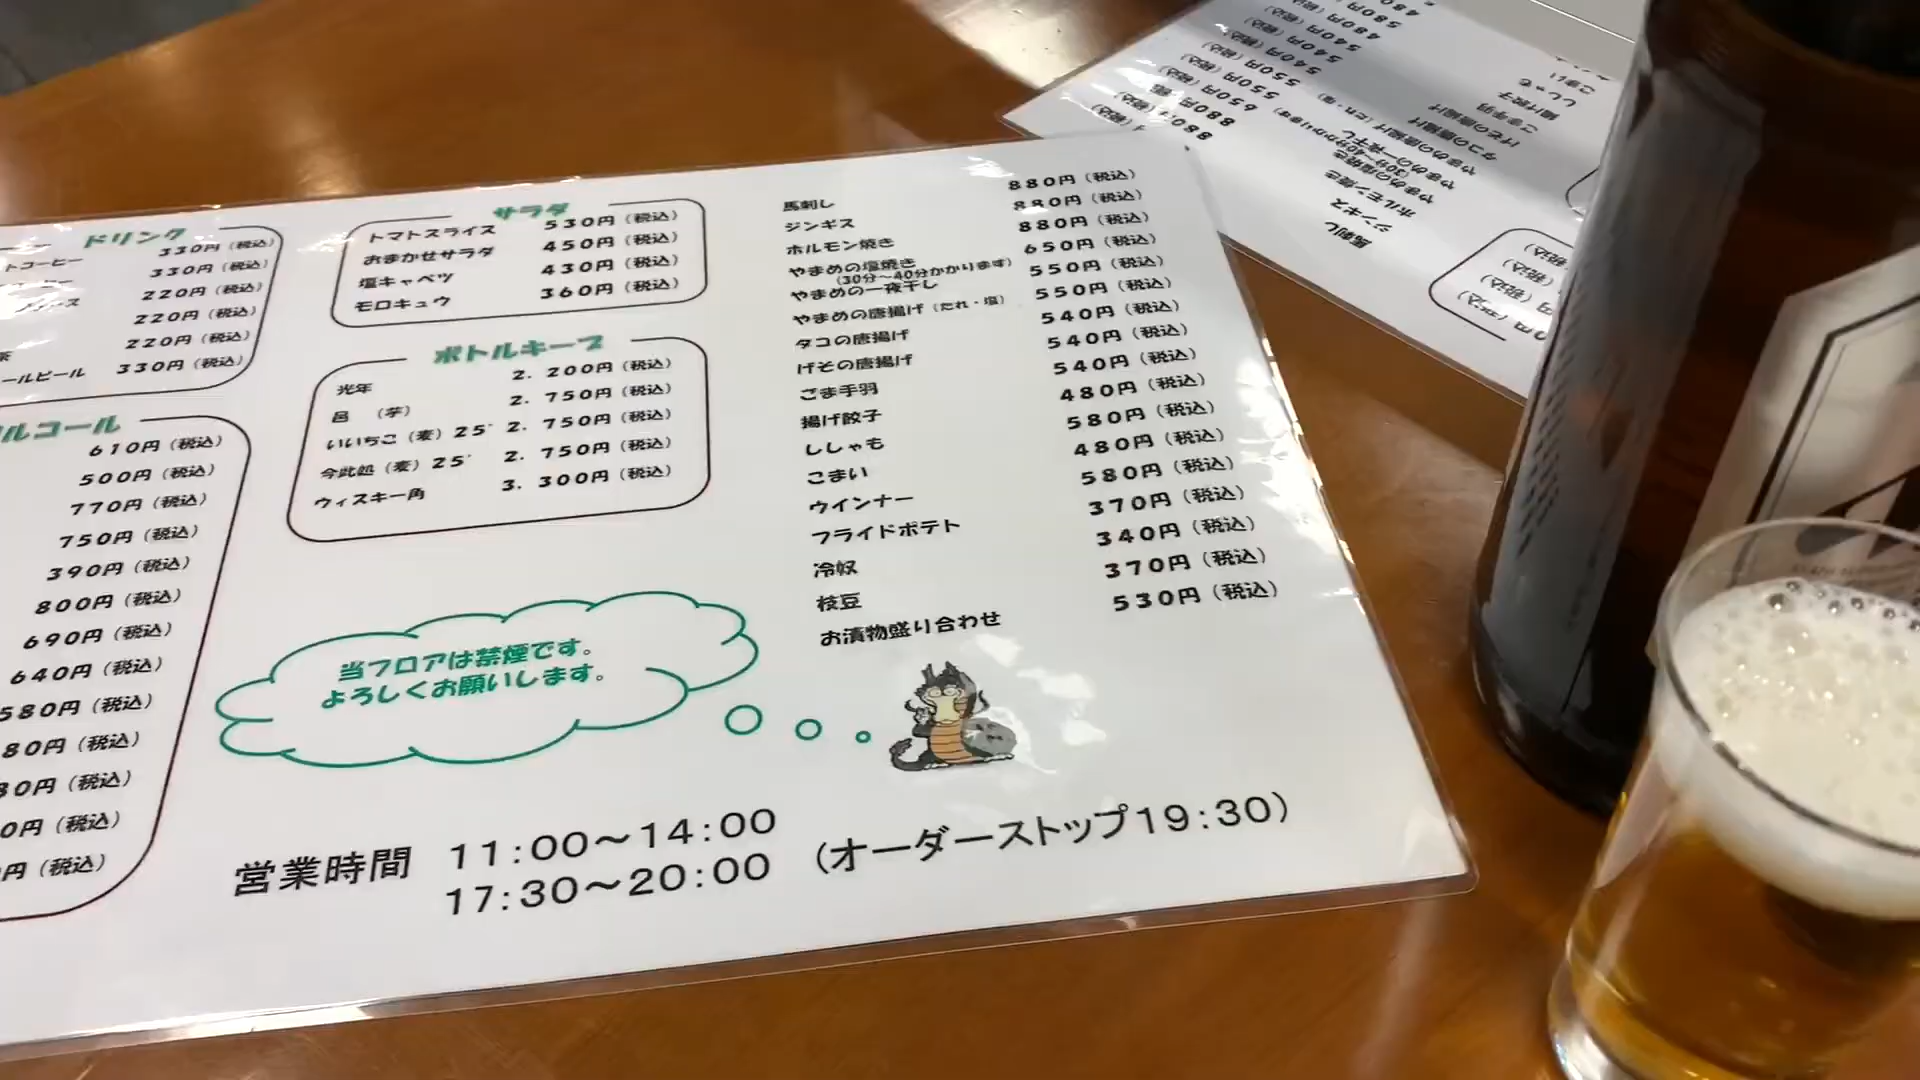 ドリンク
トコーヒー 330円(税込)
330円(税込)
220円(税込)
220円(税込)
220円(税込)
330円(税込)
ルコール
610円(税込)
500円(税込)
770円(税込)
750円(税込)
390円(税込)
800円(税込)
690円(税込)
640円(税込)
580円(税込)
80円(税込)
30円(税込)
0円(税込)
円(税込)
サラダ
トマトスライス 530円(税込)
おまかせサラダ 450円(税込)
塩キャベツ 430円(税込)
モロキュウ 360円(税込)
ボトルキープ
光年 2.200円(税込)
呂 (芋) 2.750円(税込)
いいちこ(麦)25° 2.750円(税込)
今此処(麦)25° 2.750円(税込)
ウィスキー角 3.300円(税込)
馬刺し 880円(税込)
ジンギス 880円(税込)
ホルモン焼き 880円(税込)
やまめの塩焼き 650円(税込)
(30分~40分かかります)
やまめの一夜干し 550円(税込)
やまめの唐揚げ(たれ・塩) 550円(税込)
タコの唐揚げ 540円(税込)
げその唐揚げ 540円(税込)
ごま手羽 540円(税込)
揚げ餃子 480円(税込)
ししゃも 580円(税込)
こまい 480円(税込)
ウインナー 580円(税込)
フライドポテト 370円(税込)
冷奴 340円(税込)
枝豆 370円(税込)
お漬物盛り合わせ 530円(税込)
当フロアは禁煙です。
よろしくお願いします。
営業時間 11:00~14:00
17:30~20:00 (オーダーストップ19:30)